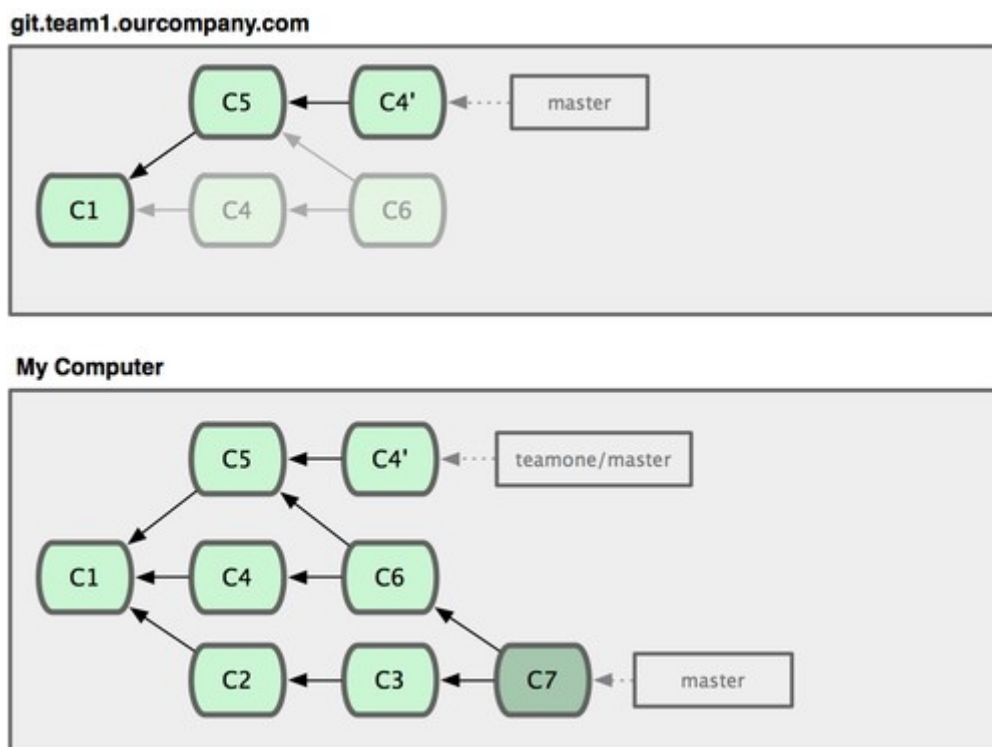 git.team1.ourcompany.com
C5 C4' master
C1 C4 C6
My Computer
C5 C4' teamone/master
C1 C4 C6
C2 C3 C7 master